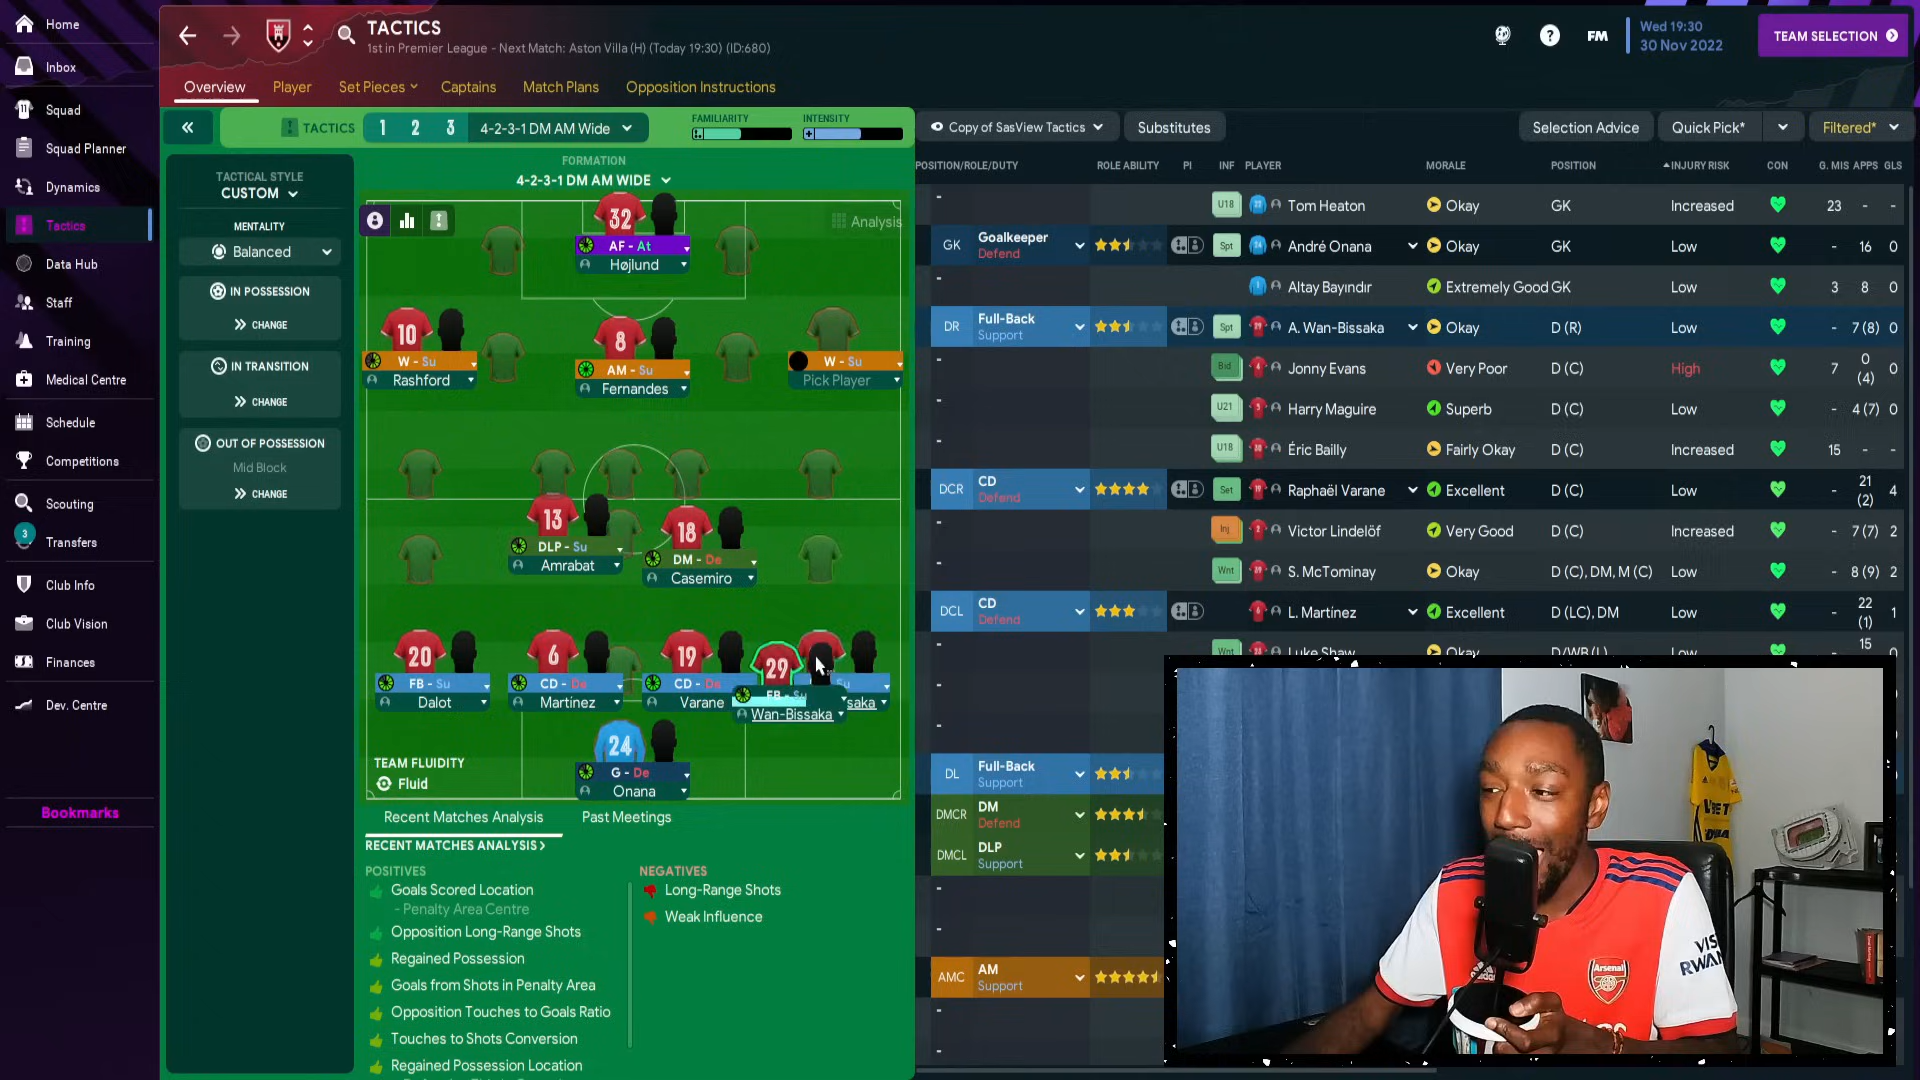 Home
Inbox
Squad
Squad Planner
Dynamics
Tactics
Data Hub
Staff
Training
Medical Centre
Schedule
Competitions
Scouting
3
Transfers
Club Info
Club Vision
Finances
Dev. Centre
Bookmarks
TACTICS
1st in Premier League - Next Match: Aston Villa (H) (Today 19:30) (ID:680)
FM
Wed 19:30
30 Nov 2022
TEAM SELECTION
Overview
Player
Set Pieces
Captains
Match Plans
Opposition Instructions
TACTICS
1 2 3
4-2-3-1 DM AM Wide
FAMILIARITY
INTENSITY
TACTICAL STYLE
CUSTOM
MENTALITY
Balanced
IN POSSESSION
CHANGE
IN TRANSITION
CHANGE
OUT OF POSSESSION
Mid Block
CHANGE
FORMATION
4-2-3-1 DM AM WIDE
Analysis
32
AF - At
Højlund
10
W - Su
Rashford
8
AM - Su
Fernandes
W - Su
Pick Player
13
DLP - Su
Amrabat
18
DM - De
Casemiro
20
FB - Su
Dalot
6
CD - De
Martínez
19
CD - De
Varane
29
FB - Su
Wan-Bissaka
Su
saka
24
G - De
Onana
TEAM FLUIDITY
Fluid
Recent Matches Analysis
Past Meetings
RECENT MATCHES ANALYSIS
POSITIVES
Goals Scored Location
- Penalty Area Centre
Opposition Long-Range Shots
Regained Possession
Goals from Shots in Penalty Area
Opposition Touches to Goals Ratio
Touches to Shots Conversion
Regained Possession Location
NEGATIVES
Long-Range Shots
Weak Influence
Copy of SasView Tactics
Substitutes
Selection Advice
Quick Pick*
Filtered*
POSITION/ROLE/DUTY ROLE ABILITY PI INF PLAYER MORALE POSITION INJURY RISK CON G. MIS APPS GLS
- U18 Tom Heaton Okay GK Increased 23 - -
GK Goalkeeper Defend Spt André Onana Okay GK Low - 16 0
- Altay Bayındır Extremely Good GK Low 3 8 0
DR Full-Back Support Spt A. Wan-Bissaka Okay D (R) Low - 7 (8) 0
- Bid Jonny Evans Very Poor D (C) High 7 0 (4) 0
- U21 Harry Maguire Superb D (C) Low - 4 (7) 0
- U18 Éric Bailly Fairly Okay D (C) Increased 15 - -
DCR CD Defend Set Raphaël Varane Excellent D (C) Low - 21 (2) 4
- Inj Victor Lindelöf Very Good D (C) Increased - 7 (7) 2
- Wnt S. McTominay Okay D (C), DM, M (C) Low - 8 (9) 2
DCL CD Defend L. Martínez Excellent D (LC), DM Low - 22 (1) 1
- Wnt Luke Shaw Okay D/WB (L) Low 15
-
-
DL Full-Back Support
DMCR DM Defend
DMCL DLP Support
-
-
AMC AM Support
-
-
VISIT
RWAN
Arsenal